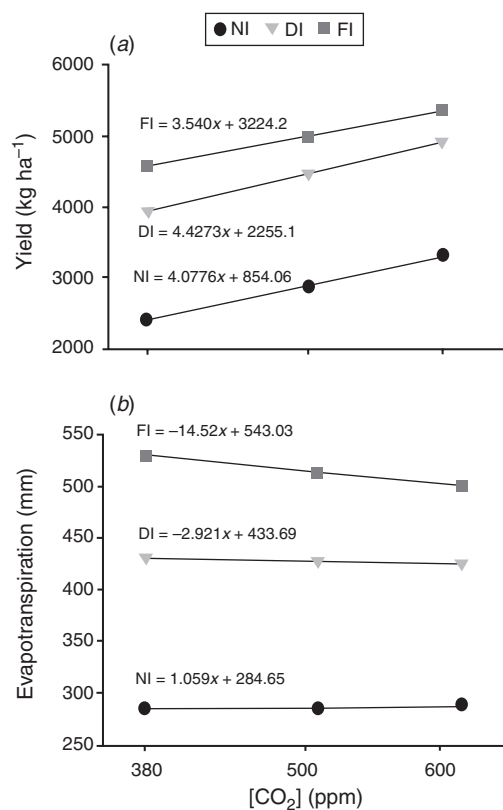 NI DI FI
(a)
6000
5000
4000
3000
2000
Yield (kg ha−1)
FI = 3.540x + 3224.2
DI = 4.4273x + 2255.1
NI = 4.0776x + 854.06
(b)
550
500
450
400
350
300
250
Evapotranspiration (mm)
FI = −14.52x + 543.03
DI = −2.921x + 433.69
NI = 1.059x + 284.65
380 500 600
[CO2] (ppm)